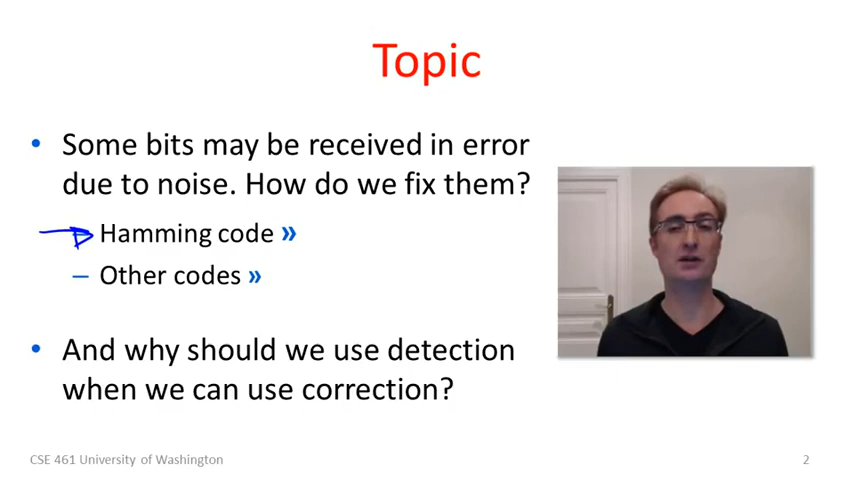 Topic
• Some bits may be received in error
due to noise. How do we fix them?
Hamming code »
– Other codes »
• And why should we use detection
when we can use correction?
CSE 461 University of Washington
2